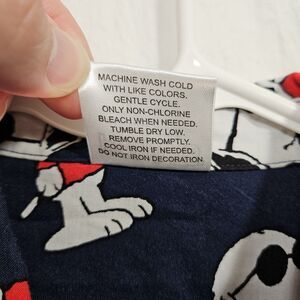 MACHINE WASH COLD
WITH LIKE COLORS.
GENTLE CYCLE.
ONLY NON-CHLORINE
BLEACH WHEN NEEDED.
TUMBLE DRY LOW.
REMOVE PROMPTLY.
COOL IRON IF NEEDED.
DO NOT IRON DECORATION.